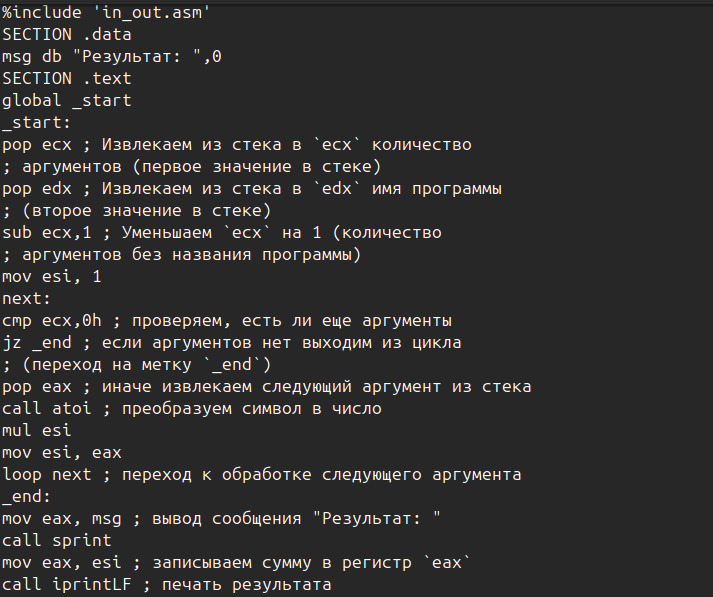 %include 'in_out.asm'
SECTION .data
msg db "Результат: ",0
SECTION .text
global _start
_start:
pop ecx ; Извлекаем из стека в `ecx` количество
; аргументов (первое значение в стеке)
pop edx ; Извлекаем из стека в `edx` имя программы
; (второе значение в стеке)
sub ecx,1 ; Уменьшаем `ecx` на 1 (количество
; аргументов без названия программы)
mov esi, 1
next:
cmp ecx,0h ; проверяем, есть ли еще аргументы
jz _end ; если аргументов нет выходим из цикла
; (переход на метку `_end`)
pop eax ; иначе извлекаем следующий аргумент из стека
call atoi ; преобразуем символ в число
mul esi
mov esi, eax
loop next ; переход к обработке следующего аргумента
_end:
mov eax, msg ; вывод сообщения "Результат: "
call sprint
mov eax, esi ; записываем сумму в регистр `eax`
call iprintLF ; печать результата